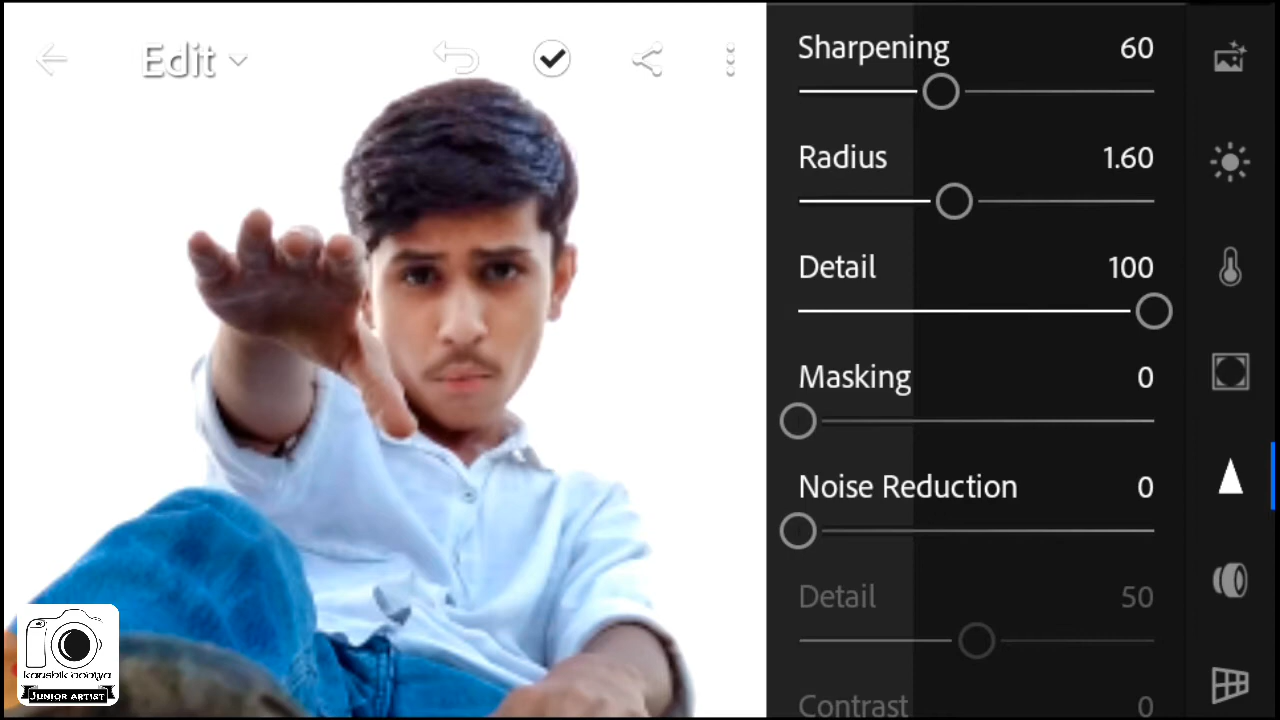 Edit
Sharpening 60
Radius 1.60
Detail 100
Masking 0
Noise Reduction 0
Detail 50
Contrast 0
JUNIOR ARTIST